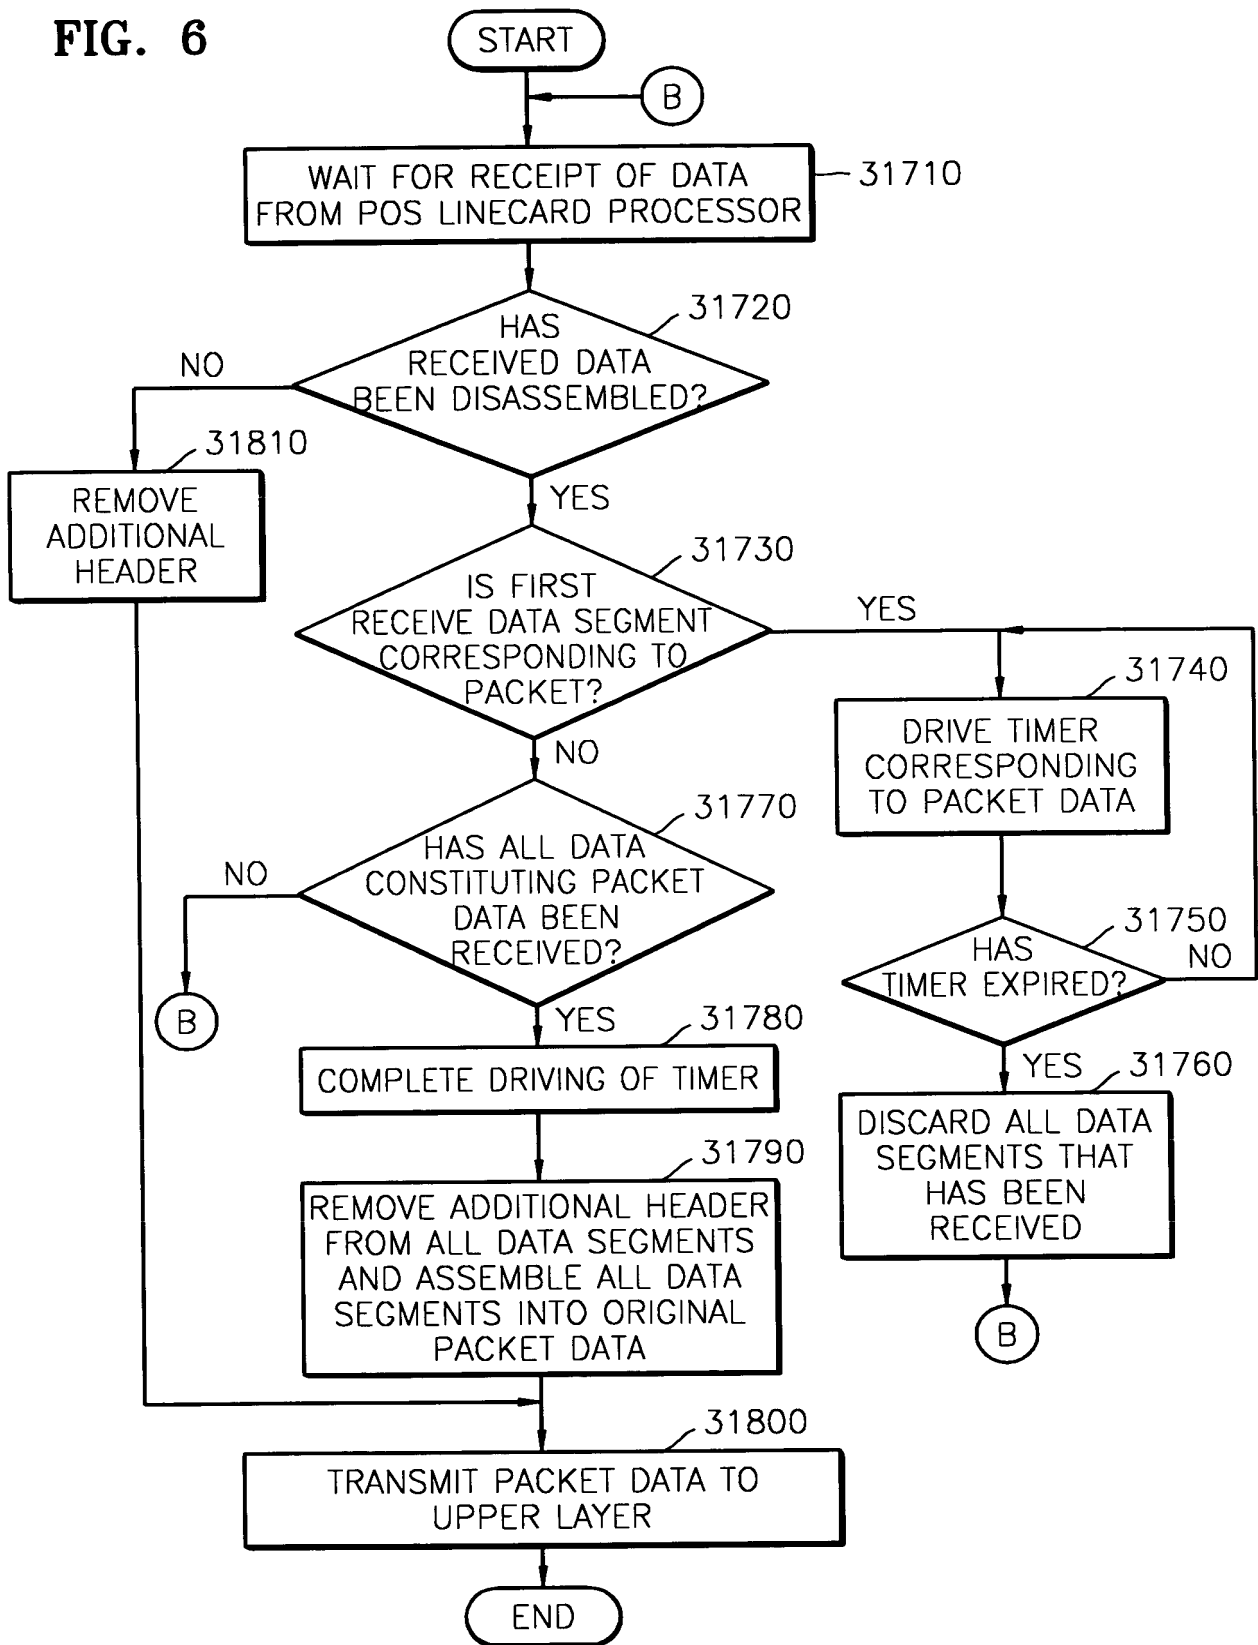 FIG. 6
START
B
WAIT FOR RECEIPT OF DATA
FROM POS LINECARD PROCESSOR
31710
HAS
RECEIVED DATA
BEEN DISASSEMBLED?
31720
NO
31810
REMOVE
ADDITIONAL
HEADER
YES
IS FIRST
RECEIVE DATA SEGMENT
CORRESPONDING TO
PACKET?
31730
YES
31740
DRIVE TIMER
CORRESPONDING
TO PACKET DATA
NO
31770
HAS ALL DATA
CONSTITUTING PACKET
DATA BEEN
RECEIVED?
NO
B
31750
HAS
TIMER EXPIRED?
NO
YES
31780
COMPLETE DRIVING OF TIMER
YES
31760
DISCARD ALL DATA
SEGMENTS THAT
HAS BEEN
RECEIVED
B
31790
REMOVE ADDITIONAL HEADER
FROM ALL DATA SEGMENTS
AND ASSEMBLE ALL DATA
SEGMENTS INTO ORIGINAL
PACKET DATA
31800
TRANSMIT PACKET DATA TO
UPPER LAYER
END